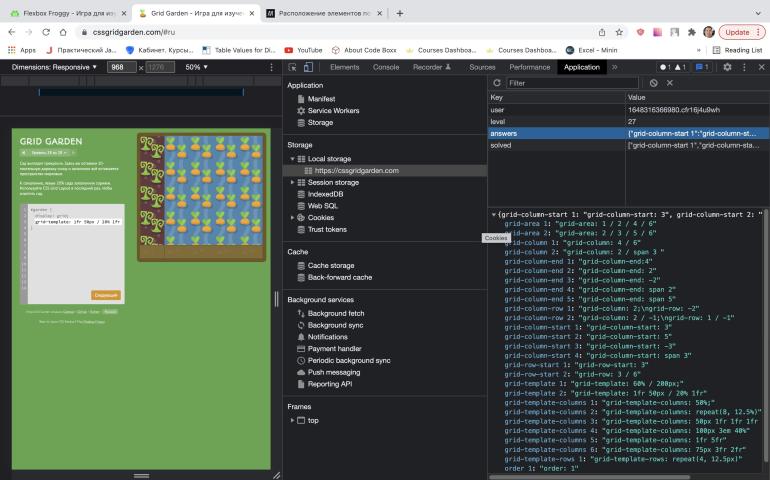 Flexbox Froggy - Игра для изу
Grid Garden - Игра для изуче
Расположение элементов по
cssgridgarden.com/#ru
Update
Apps
Практический Ja...
Кабинет. Курсы...
Table Values for Di...
YouTube
About Code Boxx
Courses Dashboa...
Courses Dashboa...
Excel - Minin
Reading List
Dimensions: Responsive
968
1276
50%
Elements
Console
Recorder
Sources
Performance
Application
1
1
1
GRID GARDEN
#garden {
display: grid;
grid-template: 1fr 50px / 20% 1fr
}
Следующий
Application
Manifest
Service Workers
Storage
Storage
Local storage
https://cssgridgarden.com
Session storage
IndexedDB
Web SQL
Cookies
Trust tokens
Cookies
Cache
Cache storage
Back-forward cache
Background services
Background fetch
Background sync
Notifications
Payment handler
Periodic background sync
Push messaging
Reporting API
Frames
top
Filter
Key Value
user 1648316366980.cfr16j4u9wh
level 27
answers {"grid-column-start 1":"grid-column-st...
solved ["grid-column-start 1","grid-column-sta...
{grid-column-start 1: "grid-column-start: 3", grid-column-start 2: "
grid-area 1: "grid-area: 1 / 2 / 4 / 6"
grid-area 2: "grid-area: 2 / 3 / 5 / 6"
grid-column 1: "grid-column: 4 / 6"
grid-column 2: "grid-column: 2 / span 3 "
grid-column-end 1: "grid-column-end:4"
grid-column-end 2: "grid-column-end: 2"
grid-column-end 3: "grid-column-end: -2"
grid-column-end 4: "grid-column-end: span 2"
grid-column-end 5: "grid-column-end: span 5"
grid-column-row 1: "grid-column: 2;\ngrid-row: -2"
grid-column-row 2: "grid-column: 2 / -1;\ngrid-row: 1 / -1"
grid-column-start 1: "grid-column-start: 3"
grid-column-start 2: "grid-column-start: 5"
grid-column-start 3: "grid-column-start: -3"
grid-column-start 4: "grid-column-start: span 3"
grid-row-start 1: "grid-row-start: 3"
grid-row 2: "grid-row: 3 / 6"
grid-template 1: "grid-template: 60% / 200px;"
grid-template 2: "grid-template: 1fr 50px / 20% 1fr"
grid-template-columns 1: "grid-template-columns: 50%;"
grid-template-columns 2: "grid-template-columns: repeat(8, 12.5%)"
grid-template-columns 3: "grid-template-columns: 50px 1fr 1fr 1fr
grid-template-columns 4: "grid-template-columns: 100px 3em 40%"
grid-template-columns 5: "grid-template-columns: 1fr 5fr"
grid-template-columns 6: "grid-template-columns: 75px 3fr 2fr"
grid-template-rows 1: "grid-template-rows: repeat(4, 12.5px)"
order 1: "order: 1"